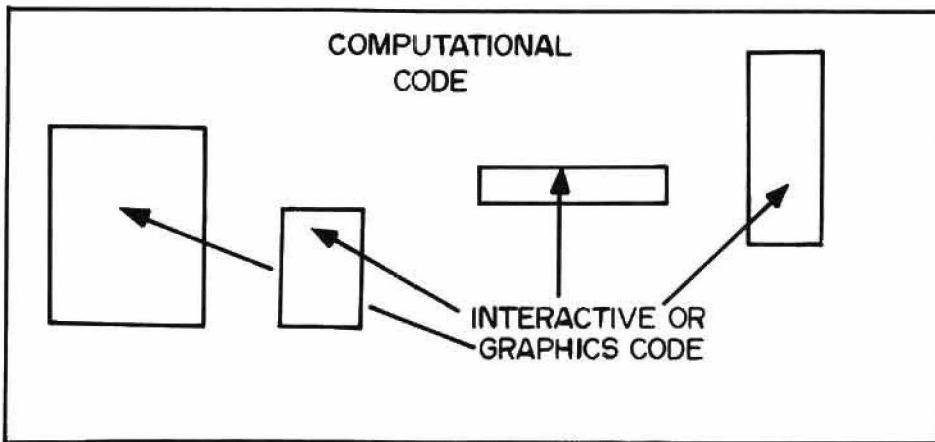 COMPUTATIONAL
CODE
INTERACTIVE OR
GRAPHICS CODE